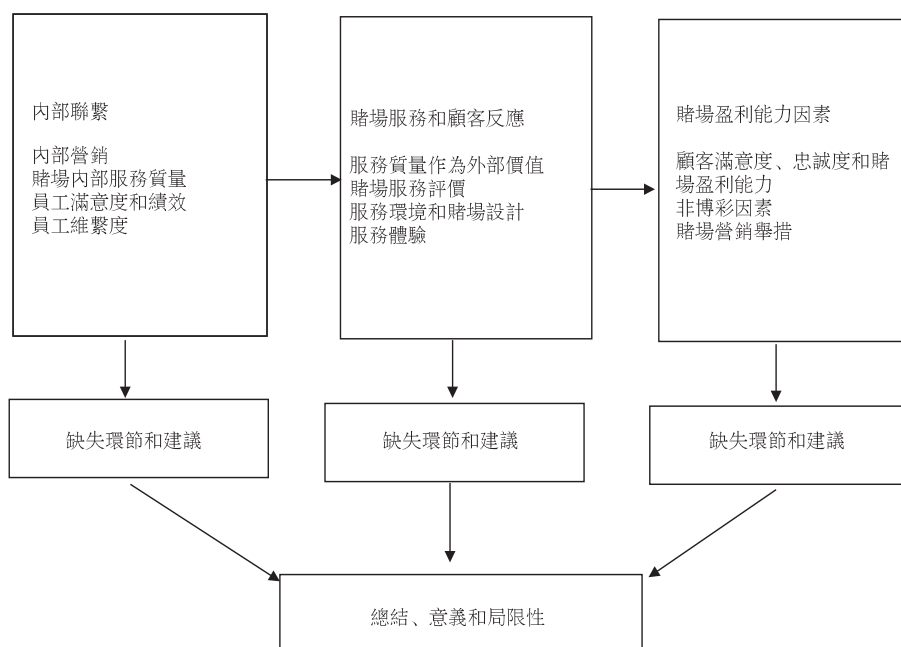 內部聯繫
內部營銷
賭場內部服務質量
員工滿意度和績效
員工維繫度
賭場服務和顧客反應
服務質量作為外部價值
賭場服務評價
服務環境和賭場設計
服務體驗
賭場盈利能力因素
顧客滿意度、忠誠度和賭
場盈利能力
非博彩因素
賭場營銷舉措
缺失環節和建議
缺失環節和建議
缺失環節和建議
總結、意義和局限性